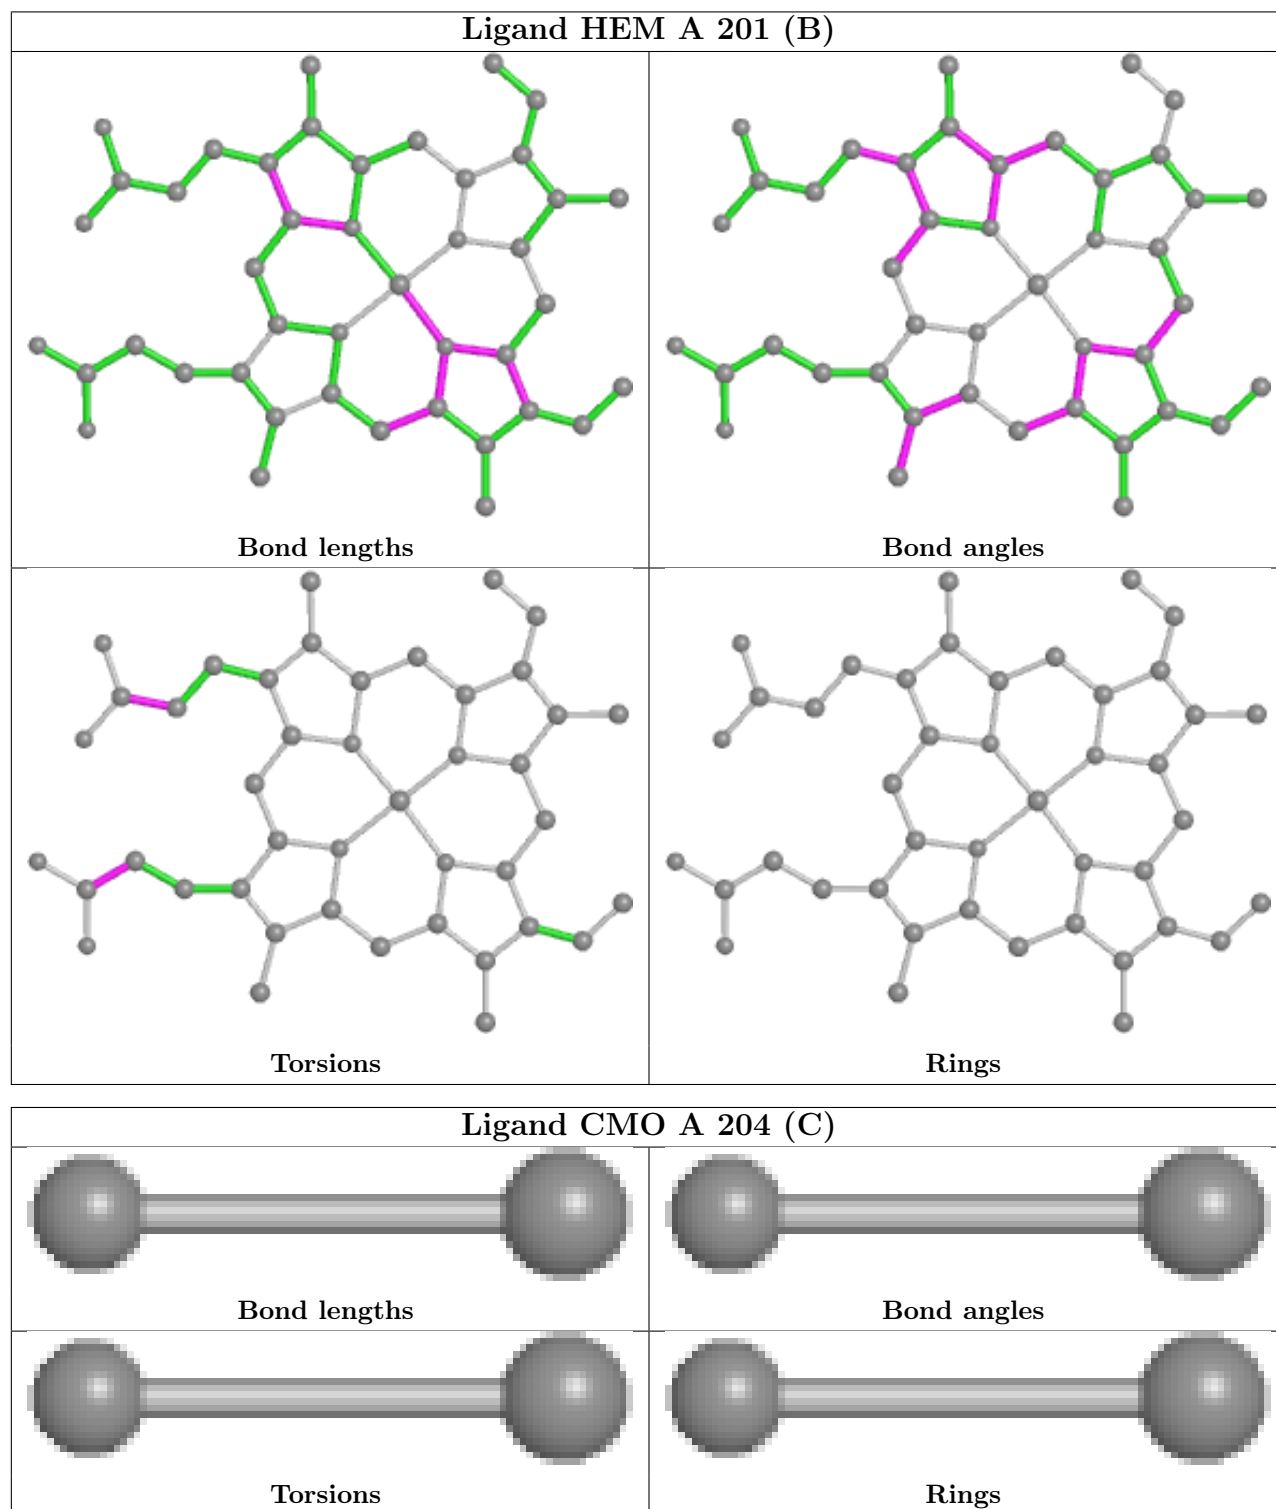 Ligand HEM A 201 (B)
Bond lengths
Bond angles
Torsions
Rings
Ligand CMO A 204 (C)
Bond lengths
Bond angles
Torsions
Rings